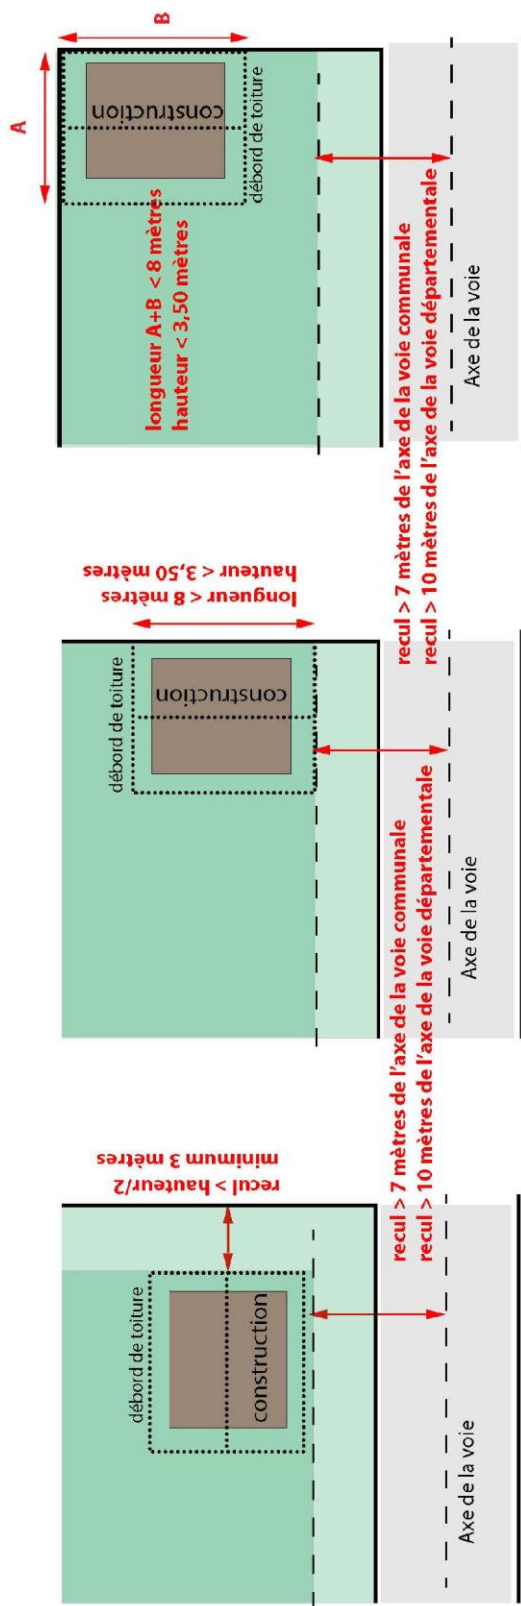 débord de toiture
construction
recul > hauteur/2
minimum 3 mètres
recul > 7 mètres de l'axe de la voie communale
recul > 10 mètres de l'axe de la voie départementale
Axe de la voie
débord de toiture
construction
longueur < 8 mètres
hauteur < 3,50 mètres
recul > 7 mètres de l'axe de la voie communale
recul > 10 mètres de l'axe de la voie départementale
Axe de la voie
A
B
construction
débord de toiture
longueur A+B < 8 mètres
hauteur < 3,50 mètres
Axe de la voie